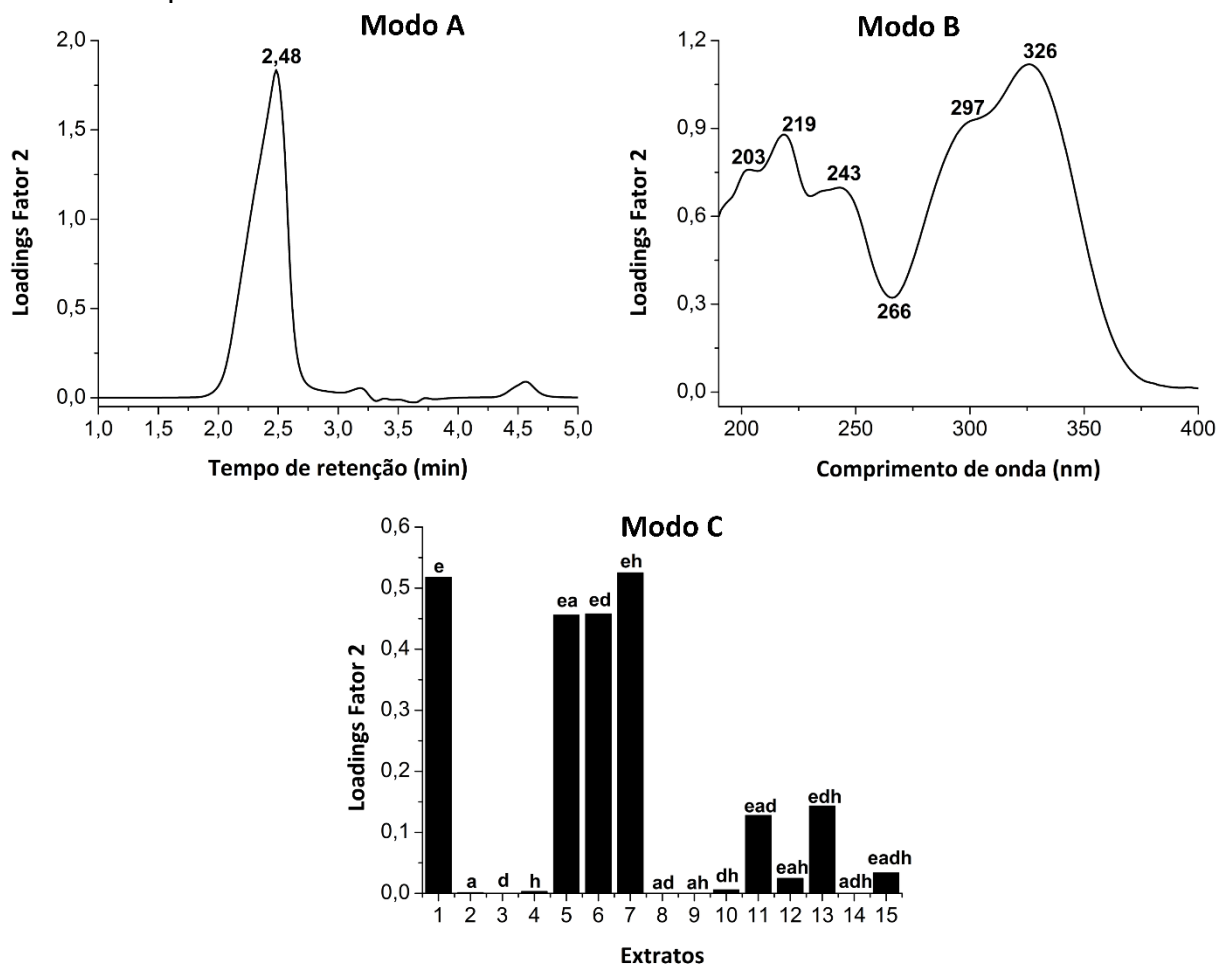 Modo A
2,0
1,5
1,0
0,5
0,0
Loadings Fator 2
2,48
1,0 1,5 2,0 2,5 3,0 3,5 4,0 4,5 5,0
Tempo de retenção (min)
Modo B
1,2
0,9
0,6
0,3
0,0
Loadings Fator 2
203 219 243 266 297 326
200 250 300 350 400
Comprimento de onda (nm)
Modo C
0,6
0,5
0,4
0,3
0,2
0,1
0,0
Loadings Fator 2
e a d h ea ed eh ad ah dh ead eah edh adh eadh
1 2 3 4 5 6 7 8 9 10 11 12 13 14 15
Extratos